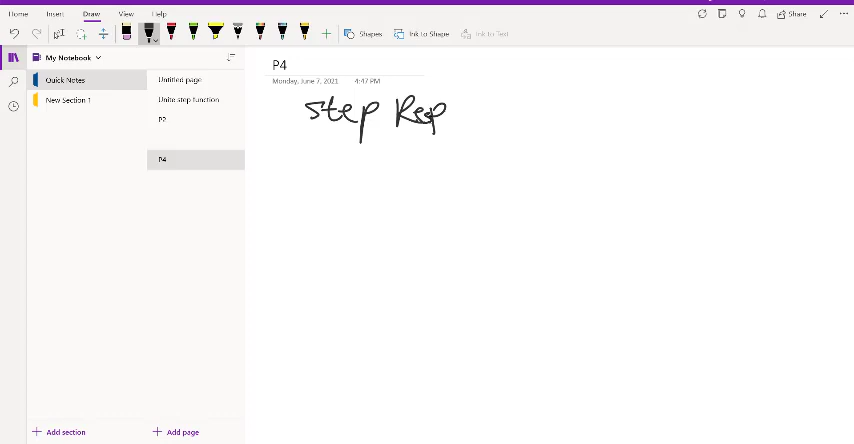 Home Insert Draw View Help Share
Shapes Ink to Shape Ink to Text
My Notebook
Quick Notes
New Section 1
Untitled page
Unite step function
P2
P4
P4
Monday, June 7, 2021 4:47 PM
step Resp
Add section Add page